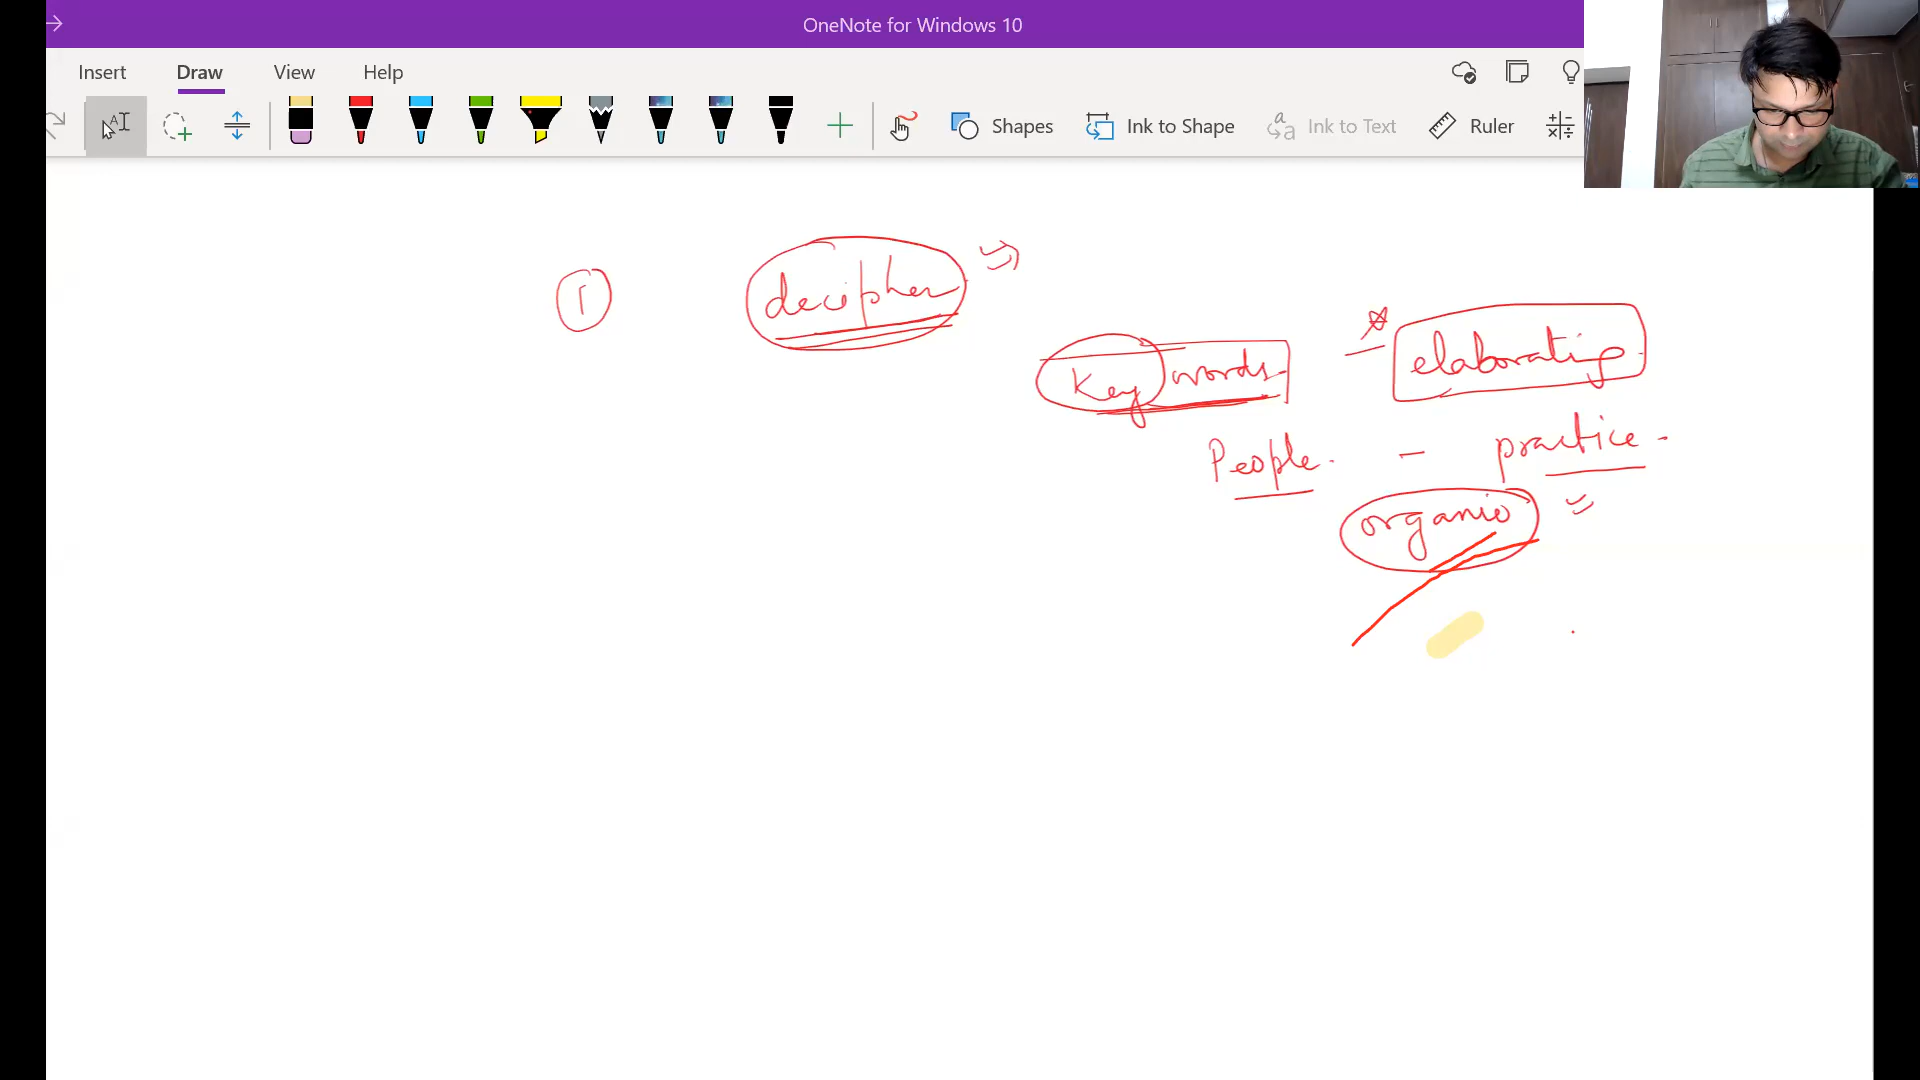 OneNote for Windows 10
Insert Draw View Help
Shapes Ink to Shape Ink to Text Ruler
1 decipher
key words elaborating
People. - practice.
organic